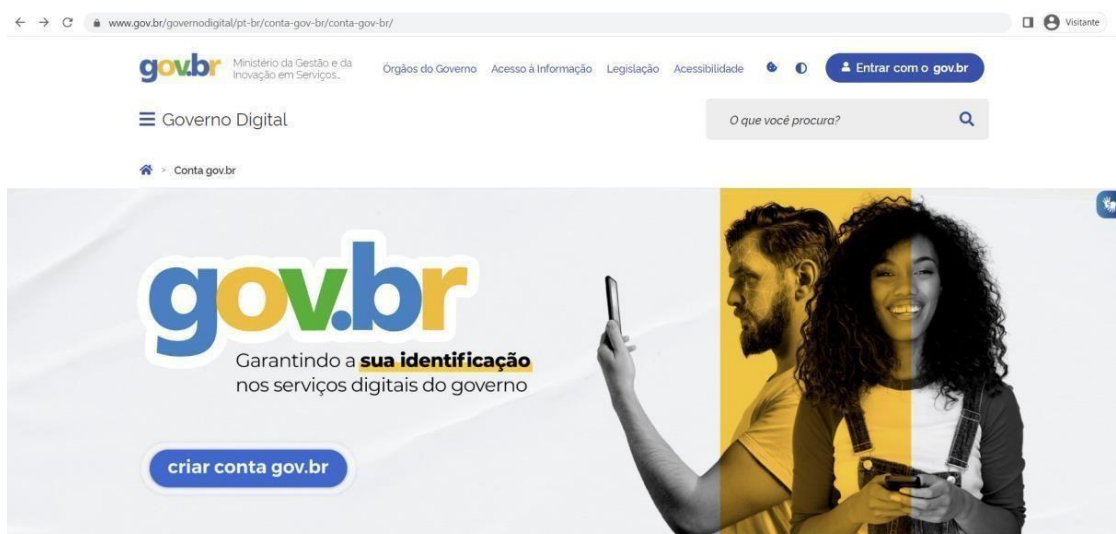 www.gov.br/governodigital/pt-br/conta-gov-br/conta-gov-br/
Visitante
gov.br
Ministério da Gestão e da
Inovação em Serviços...
Órgãos do Governo Acesso à Informação Legislação Acessibilidade
Entrar com o gov.br
Governo Digital
O que você procura?
> Conta gov.br
gov.br
Garantindo a sua identificação
nos serviços digitais do governo
criar conta gov.br